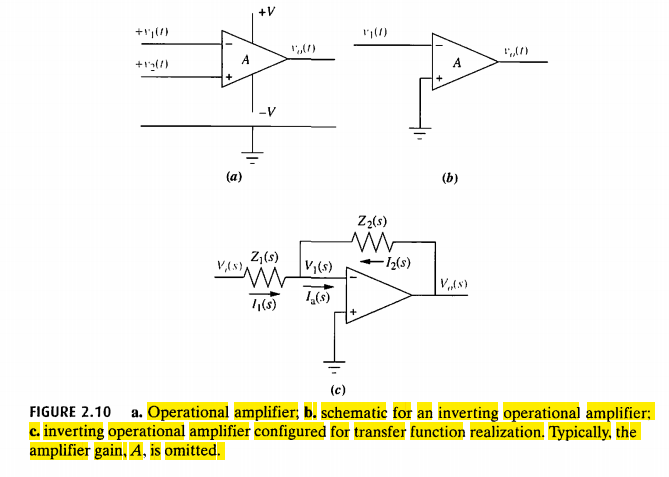 +V
+v₁(t)
−
A
vₒ(t)
+v₂(t)
+
−V
(a)
v₁(t)
−
A
vₒ(t)
+
(b)
Z₂(s)
Z₁(s)
Vᵢ(s)
V₁(s)
I₂(s)
−
I₁(s)
Iₐ(s)
Vₒ(s)
+
(c)
FIGURE 2.10 a. Operational amplifier; b. schematic for an inverting operational amplifier;
c. inverting operational amplifier configured for transfer function realization. Typically, the
amplifier gain, A, is omitted.